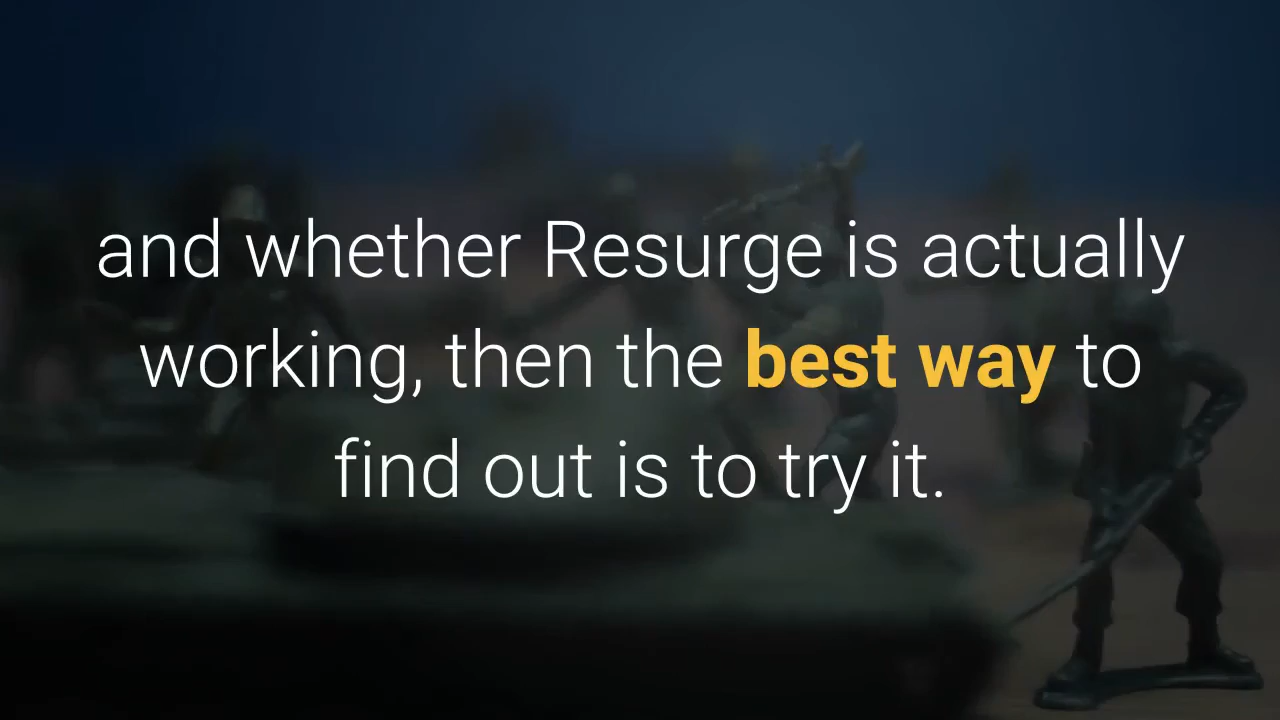 and whether Resurge is actually
working, then the best way to
find out is to try it.